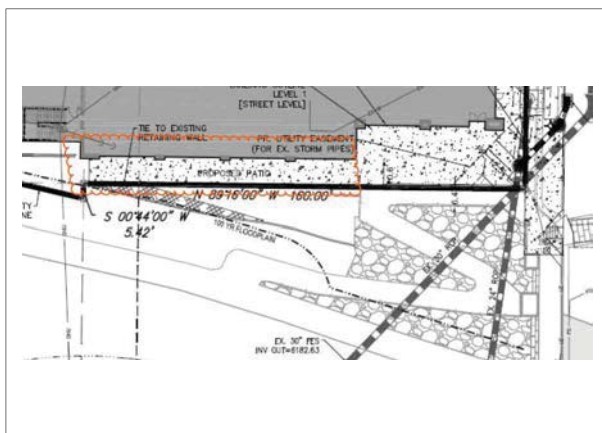 LEVEL 1
[STREET LEVEL]
TIE TO EXISTING
RETAINING WALL
PR. UTILITY EASEMENT
(FOR EX. STORM PIPES)
PROPOSED PATIO
N 89°16'00" W 160.00'
S 00°44'00" W
5.42'
100 YR FLOODPLAIN
EX. 30" FES
INV OUT=6182.63